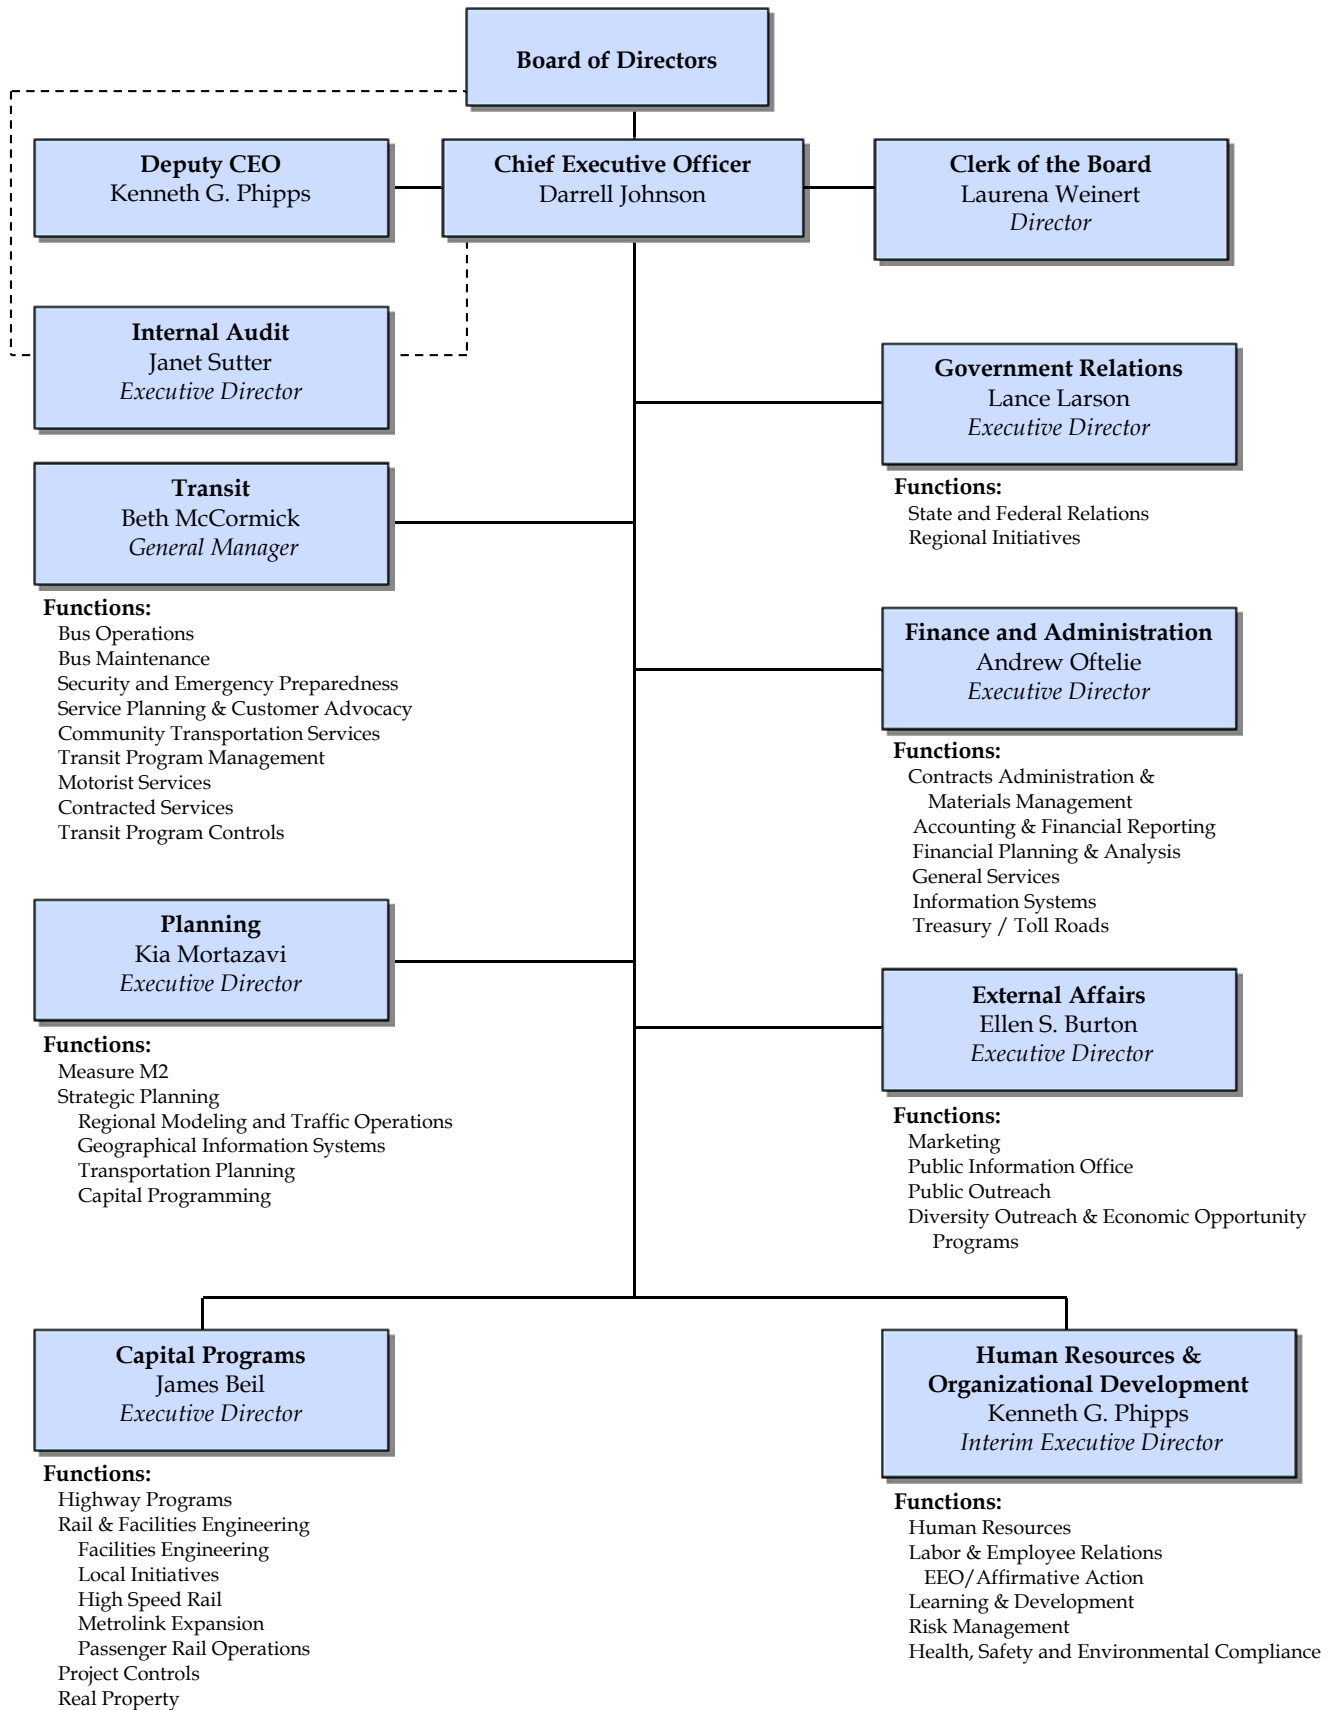 Board of Directors
Deputy CEO
Kenneth G. Phipps
Chief Executive Officer
Darrell Johnson
Clerk of the Board
Laurena Weinert
Director
Internal Audit
Janet Sutter
Executive Director
Government Relations
Lance Larson
Executive Director
Functions:
State and Federal Relations
Regional Initiatives
Transit
Beth McCormick
General Manager
Functions:
Bus Operations
Bus Maintenance
Security and Emergency Preparedness
Service Planning & Customer Advocacy
Community Transportation Services
Transit Program Management
Motorist Services
Contracted Services
Transit Program Controls
Finance and Administration
Andrew Oftelie
Executive Director
Functions:
Contracts Administration &
Materials Management
Accounting & Financial Reporting
Financial Planning & Analysis
General Services
Information Systems
Treasury / Toll Roads
Planning
Kia Mortazavi
Executive Director
Functions:
Measure M2
Strategic Planning
Regional Modeling and Traffic Operations
Geographical Information Systems
Transportation Planning
Capital Programming
External Affairs
Ellen S. Burton
Executive Director
Functions:
Marketing
Public Information Office
Public Outreach
Diversity Outreach & Economic Opportunity
Programs
Capital Programs
James Beil
Executive Director
Functions:
Highway Programs
Rail & Facilities Engineering
Facilities Engineering
Local Initiatives
High Speed Rail
Metrolink Expansion
Passenger Rail Operations
Project Controls
Real Property
Human Resources &
Organizational Development
Kenneth G. Phipps
Interim Executive Director
Functions:
Human Resources
Labor & Employee Relations
EEO/Affirmative Action
Learning & Development
Risk Management
Health, Safety and Environmental Compliance